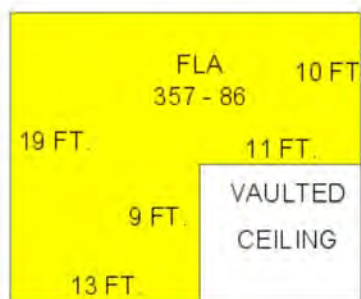 FLA
357 - 86
10 FT
19 FT.
11 FT.
VAULTED
CEILING
9 FT.
13 FT.